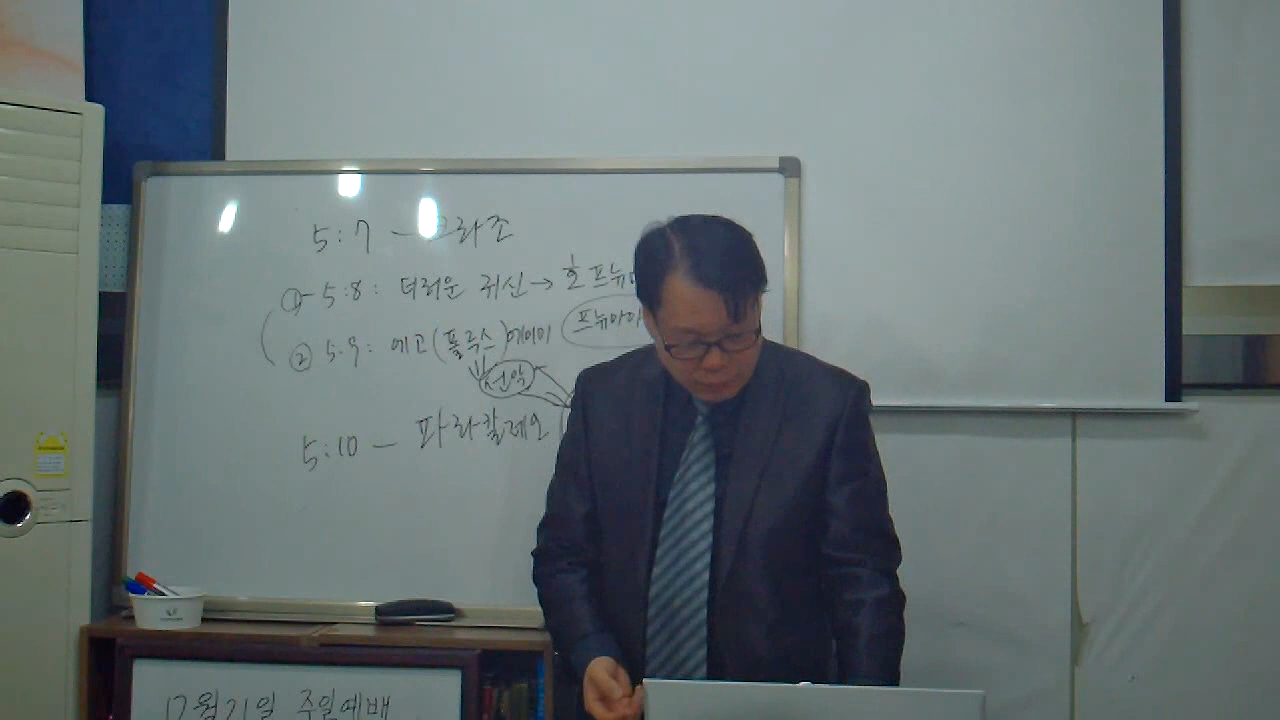 5:7 - 크라조
①- 5:8: 더러운 귀신→호 프뉴
② 5:9: 에고(폴루스)에이미 프뉴아이
선악
5:10 - 파라칼레오
12월21일 주일예배